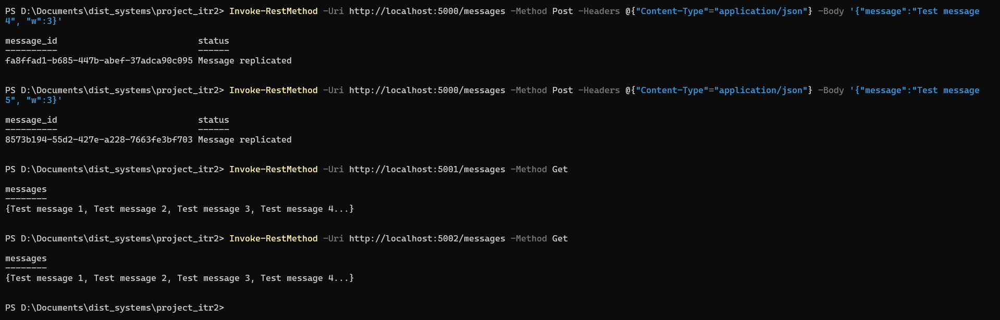 PS D:\Documents\dist_systems\project_itr2> Invoke-RestMethod -Uri http://localhost:5000/messages -Method Post -Headers @{"Content-Type"="application/json"} -Body '{"message":"Test message
4", "w":3}'
message_id                           status
----------                           ------
fa8ffad1-b685-447b-abef-37adca90c095 Message replicated
PS D:\Documents\dist_systems\project_itr2> Invoke-RestMethod -Uri http://localhost:5000/messages -Method Post -Headers @{"Content-Type"="application/json"} -Body '{"message":"Test message
5", "w":3}'
message_id                           status
----------                           ------
8573b194-55d2-427e-a228-7663fe3bf703 Message replicated
PS D:\Documents\dist_systems\project_itr2> Invoke-RestMethod -Uri http://localhost:5001/messages -Method Get
messages
--------
{Test message 1, Test message 2, Test message 3, Test message 4...}
PS D:\Documents\dist_systems\project_itr2> Invoke-RestMethod -Uri http://localhost:5002/messages -Method Get
messages
--------
{Test message 1, Test message 2, Test message 3, Test message 4...}
PS D:\Documents\dist_systems\project_itr2>